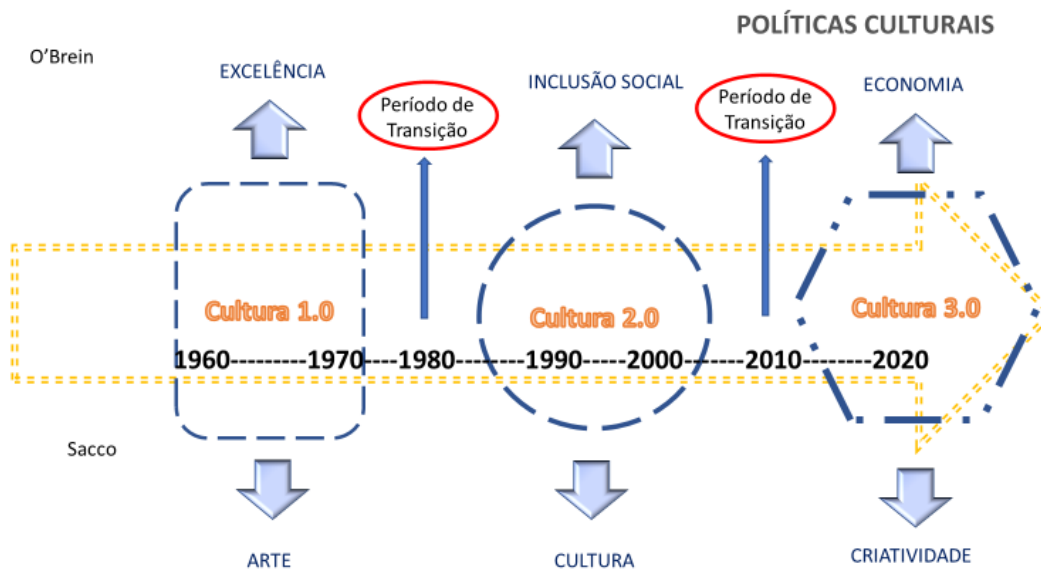 POLÍTICAS CULTURAIS
O'Brein
EXCELÊNCIA
Período de
Transição
INCLUSÃO SOCIAL
Período de
Transição
ECONOMIA
Cultura 1.0
Cultura 2.0
Cultura 3.0
1960---------1970----1980--------1990-----2000-------2010--------2020
Sacco
ARTE
CULTURA
CRIATIVIDADE